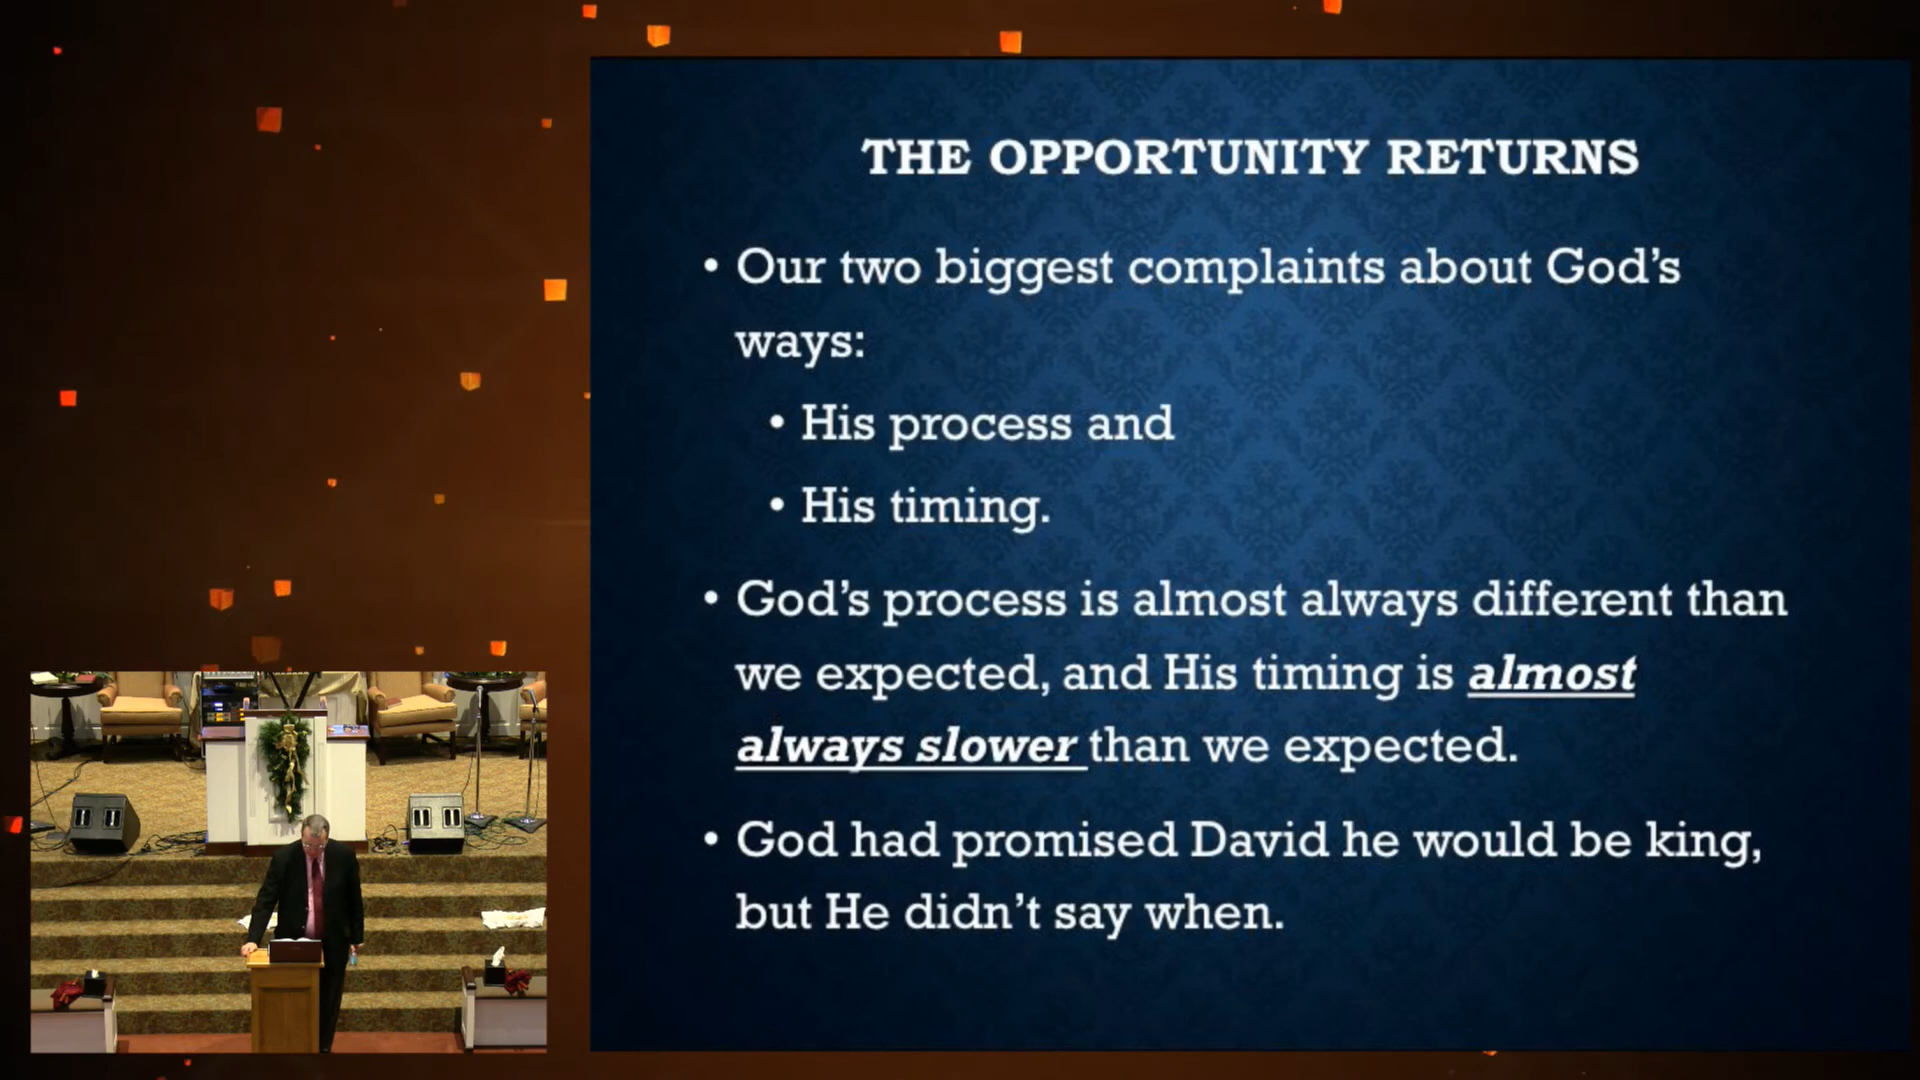 THE OPPORTUNITY RETURNS
• Our two biggest complaints about God’s
ways:
• His process and
• His timing.
• God’s process is almost always different than
we expected, and His timing is almost
always slower than we expected.
• God had promised David he would be king,
but He didn’t say when.